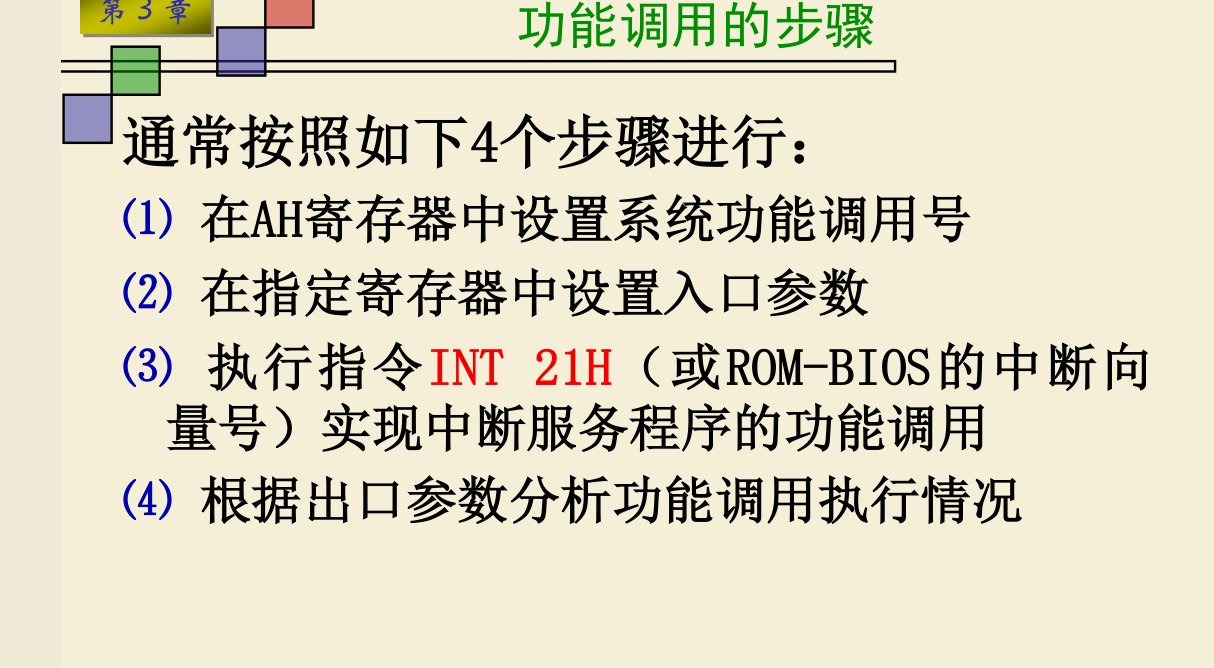 第3章
功能调用的步骤
通常按照如下4个步骤进行：
⑴ 在AH寄存器中设置系统功能调用号
⑵ 在指定寄存器中设置入口参数
⑶ 执行指令INT 21H（或ROM-BIOS的中断向
量号）实现中断服务程序的功能调用
⑷ 根据出口参数分析功能调用执行情况